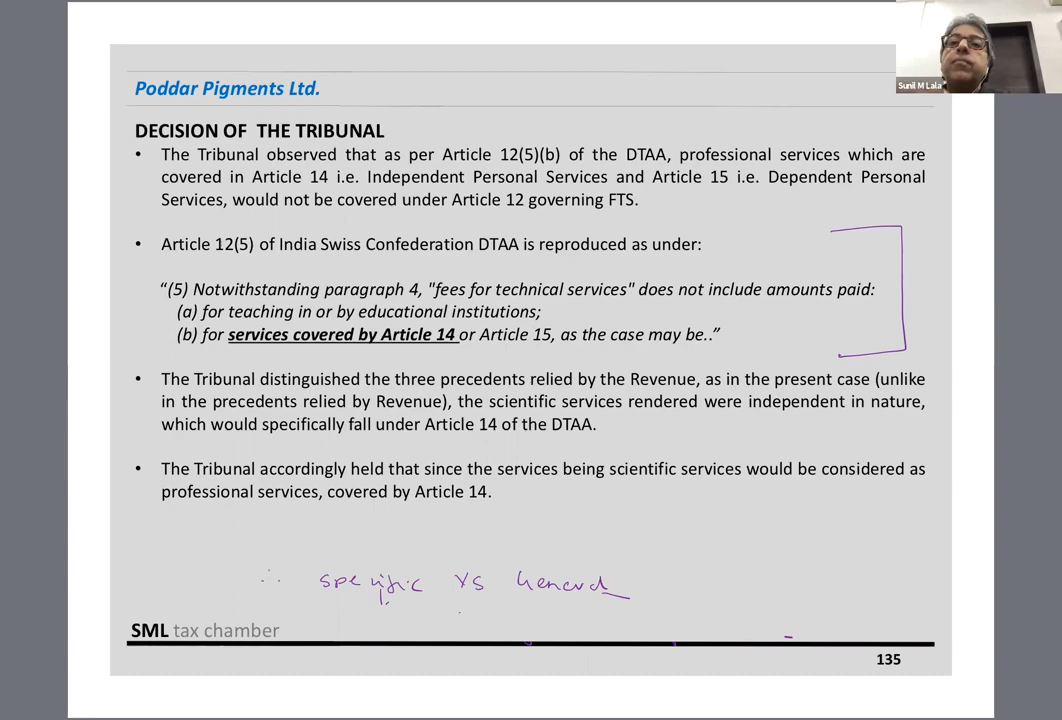 Sunil M Lala
Poddar Pigments Ltd.
DECISION OF THE TRIBUNAL
• The Tribunal observed that as per Article 12(5)(b) of the DTAA, professional services which are
covered in Article 14 i.e. Independent Personal Services and Article 15 i.e. Dependent Personal
Services, would not be covered under Article 12 governing FTS.
• Article 12(5) of India Swiss Confederation DTAA is reproduced as under:
“(5) Notwithstanding paragraph 4, "fees for technical services" does not include amounts paid:
(a) for teaching in or by educational institutions;
(b) for services covered by Article 14 or Article 15, as the case may be..”
• The Tribunal distinguished the three precedents relied by the Revenue, as in the present case (unlike
in the precedents relied by Revenue), the scientific services rendered were independent in nature,
which would specifically fall under Article 14 of the DTAA.
• The Tribunal accordingly held that since the services being scientific services would be considered as
professional services, covered by Article 14.
∴ specific vs General
SML tax chamber
135